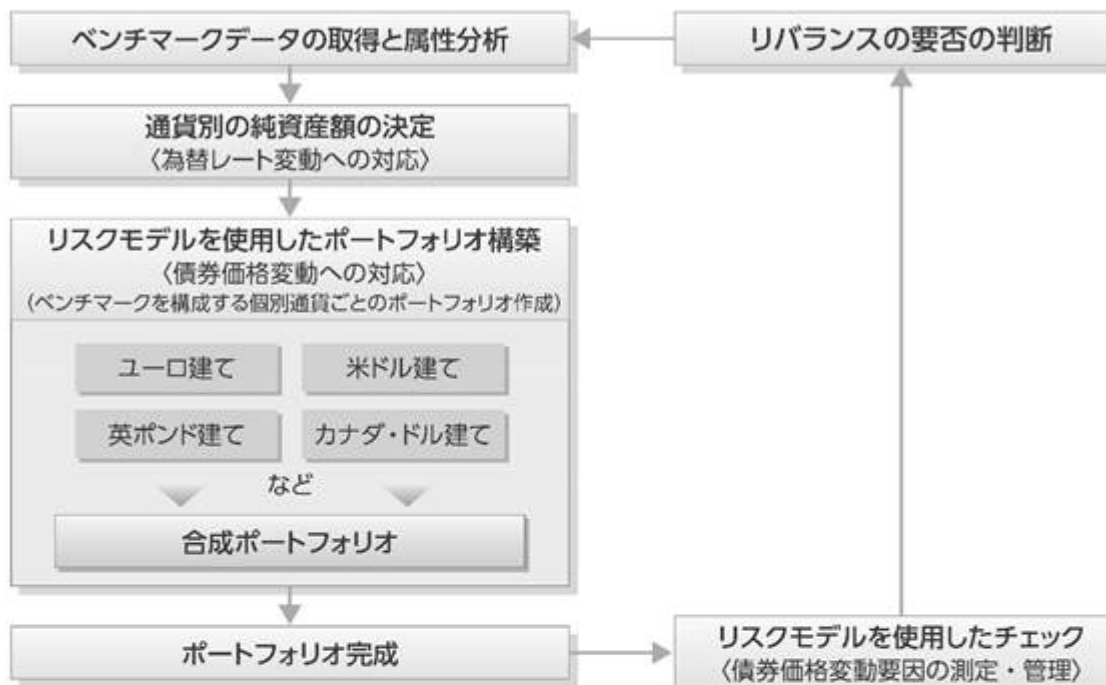 ベンチマークデータの取得と属性分析
リバランスの要否の判断
通貨別の純資産額の決定
〈為替レート変動への対応〉
リスクモデルを使用したポートフォリオ構築
〈債券価格変動への対応〉
(ベンチマークを構成する個別通貨ごとのポートフォリオ作成)
ユーロ建て
米ドル建て
英ポンド建て
カナダ・ドル建て
など
合成ポートフォリオ
ポートフォリオ完成
リスクモデルを使用したチェック
〈債券価格変動要因の測定・管理〉